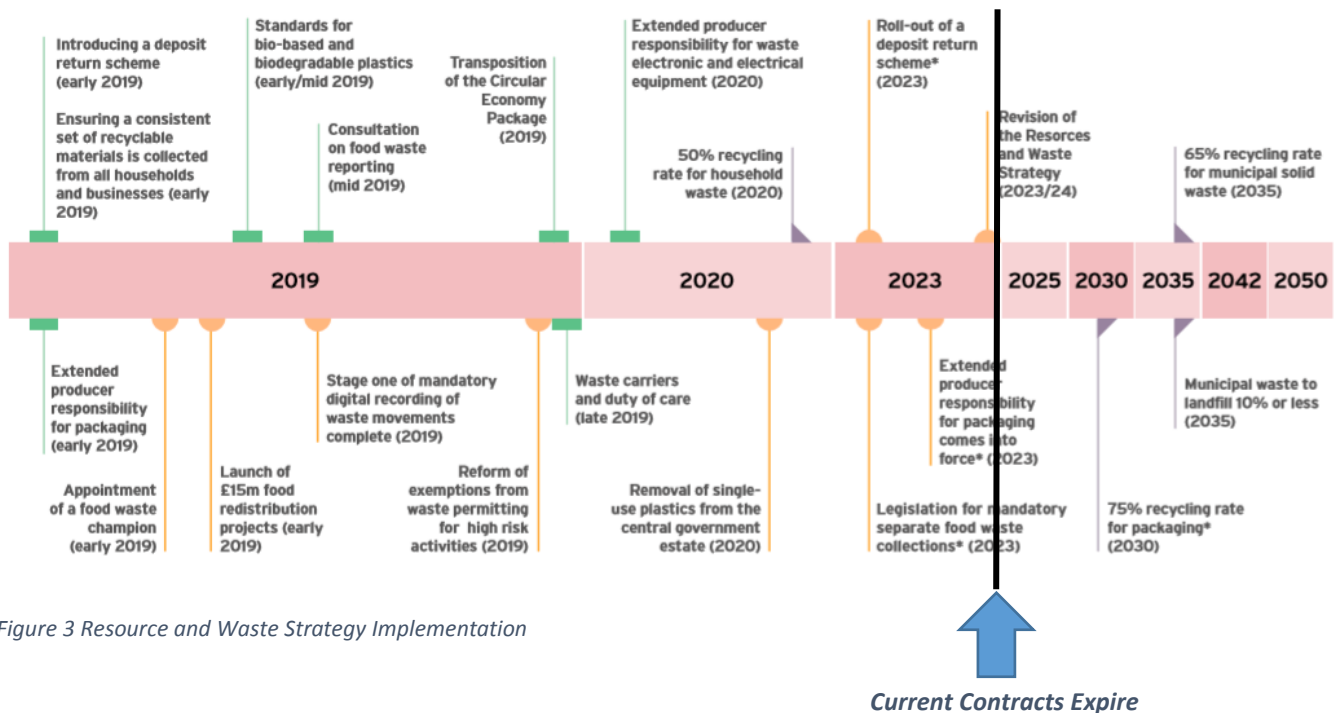 Introducing a deposit
return scheme
(early 2019)
Ensuring a consistent
set of recyclable
materials is collected
from all households
and businesses (early
2019)
Standards for
bio-based and
biodegradable plastics
(early/mid 2019)
Consultation
on food waste
reporting
(mid 2019)
Transposition
of the Circular
Economy
Package
(2019)
Extended producer
responsibility for waste
electronic and electrical
equipment (2020)
50% recycling
rate for household
waste (2020)
Roll-out of a
deposit return
scheme*
(2023)
Revision of
the Resorces
and Waste
Strategy
(2023/24)
65% recycling rate
for municipal solid
waste (2035)
2019
2020
2023
2025
2030
2035
2042
2050
Extended
producer
responsibility
for packaging
(early 2019)
Appointment
of a food waste
champion
(early 2019)
Launch of
£15m food
redistribution
projects (early
2019)
Stage one of mandatory
digital recording of
waste movements
complete (2019)
Reform of
exemptions from
waste permitting
for high risk
activities (2019)
Waste carriers
and duty of care
(late 2019)
Removal of single-
use plastics from the
central government
estate (2020)
Extended
producer
responsibility
for packaging
comes into
force* (2023)
Legislation for mandatory
separate food waste
collections* (2023)
75% recycling rate
for packaging*
(2030)
Municipal waste to
landfill 10% or less
(2035)
Figure 3 Resource and Waste Strategy Implementation
Current Contracts Expire